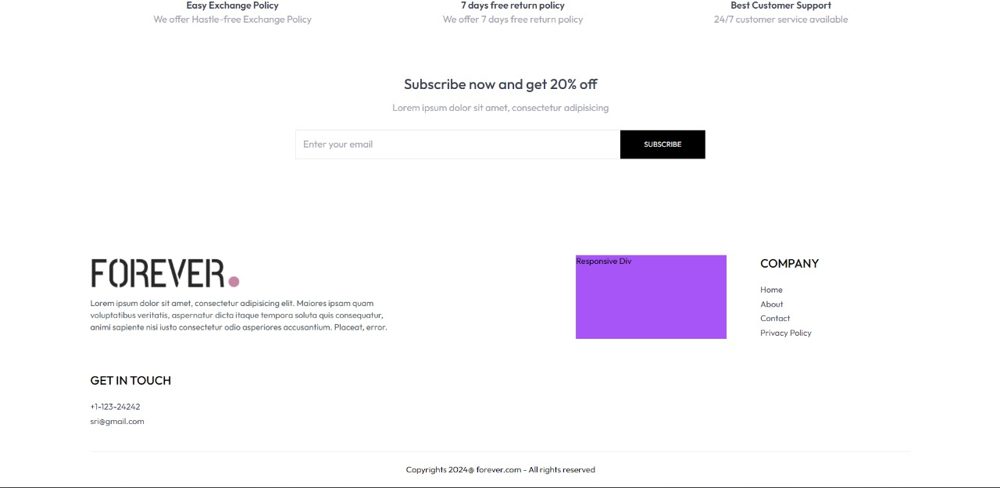 Easy Exchange Policy
We offer Hastle-free Exchange Policy
7 days free return policy
We offer 7 days free return policy
Best Customer Support
24/7 customer service available
Subscribe now and get 20% off
Lorem ipsum dolor sit amet, consectetur adipisicing
Enter your email
SUBSCRIBE
FOREVER.
Lorem ipsum dolor sit amet, consectetur adipisicing elit. Maiores ipsam quam
voluptatibus veritatis, aspernatur dicta itaque tempora soluta quis consequatur,
animi sapiente nisi iusto consectetur odio asperiores accusantium. Placeat, error.
Responsive Div
COMPANY
Home
About
Contact
Privacy Policy
GET IN TOUCH
+1-123-24242
sri@gmail.com
Copyrights 2024@ forever.com - All rights reserved